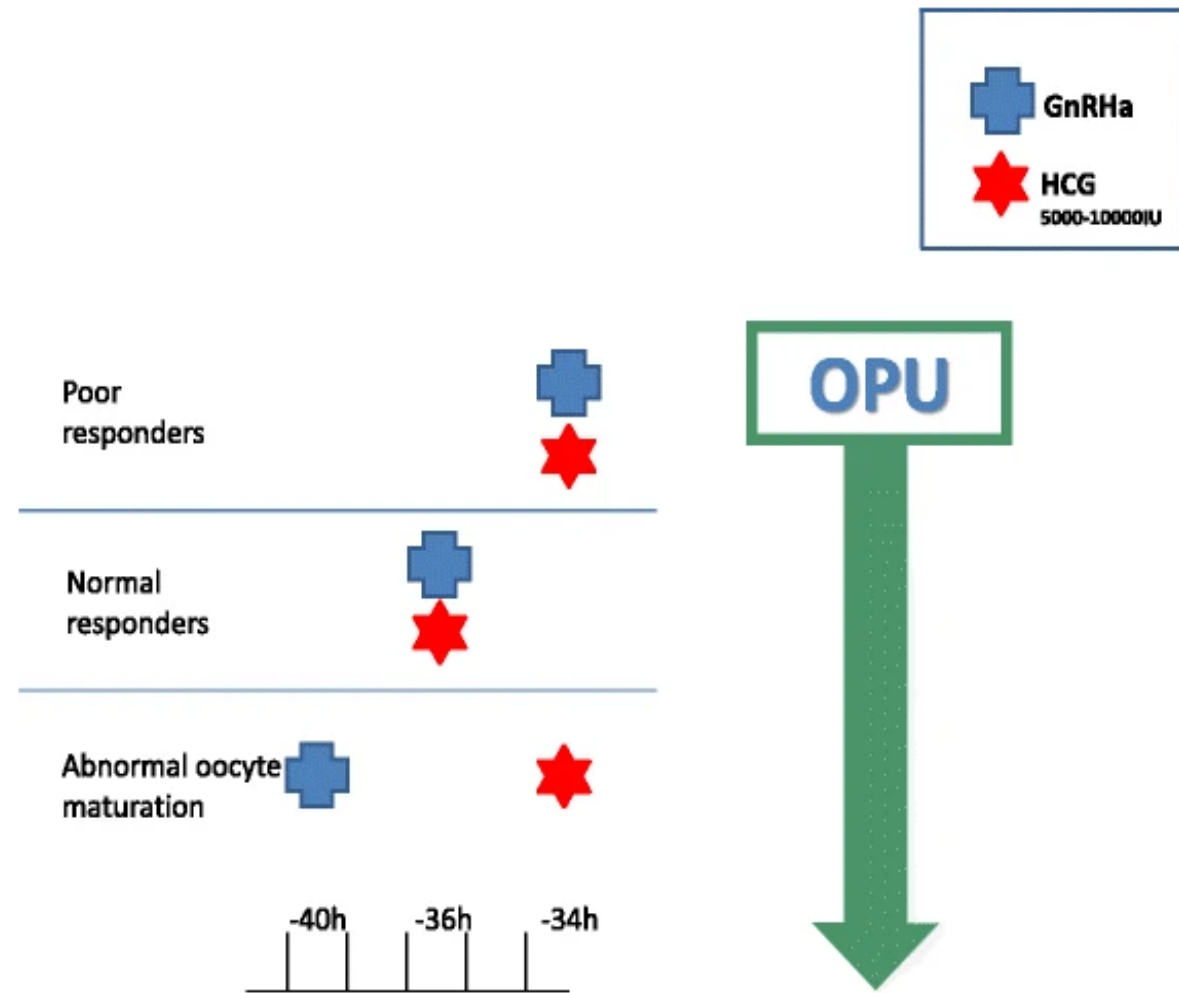 GnRHa
HCG
5000-10000IU
OPU
Poor
responders
Normal
responders
Abnormal oocyte
maturation
-40h -36h -34h